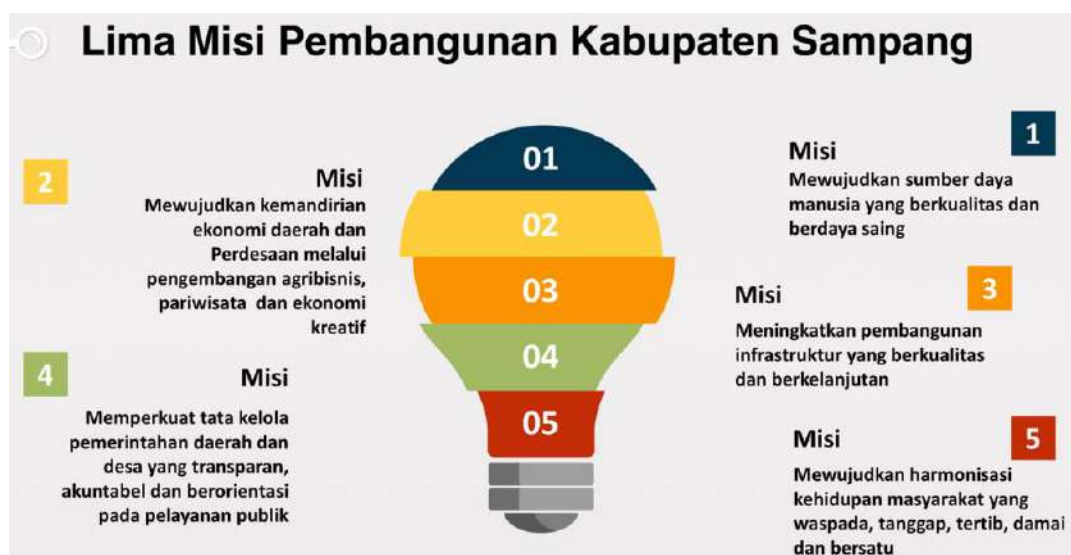 Lima Misi Pembangunan Kabupaten Sampang
01
02
03
04
05
1
Misi
Mewujudkan sumber daya
manusia yang berkualitas dan
berdaya saing
2
Misi
Mewujudkan kemandirian
ekonomi daerah dan
Perdesaan melalui
pengembangan agribisnis,
pariwisata dan ekonomi
kreatif
3
Misi
Meningkatkan pembangunan
infrastruktur yang berkualitas
dan berkelanjutan
4
Misi
Memperkuat tata kelola
pemerintahan daerah dan
desa yang transparan,
akuntabel dan berorientasi
pada pelayanan publik
5
Misi
Mewujudkan harmonisasi
kehidupan masyarakat yang
waspada, tanggap, tertib, damai
dan bersatu